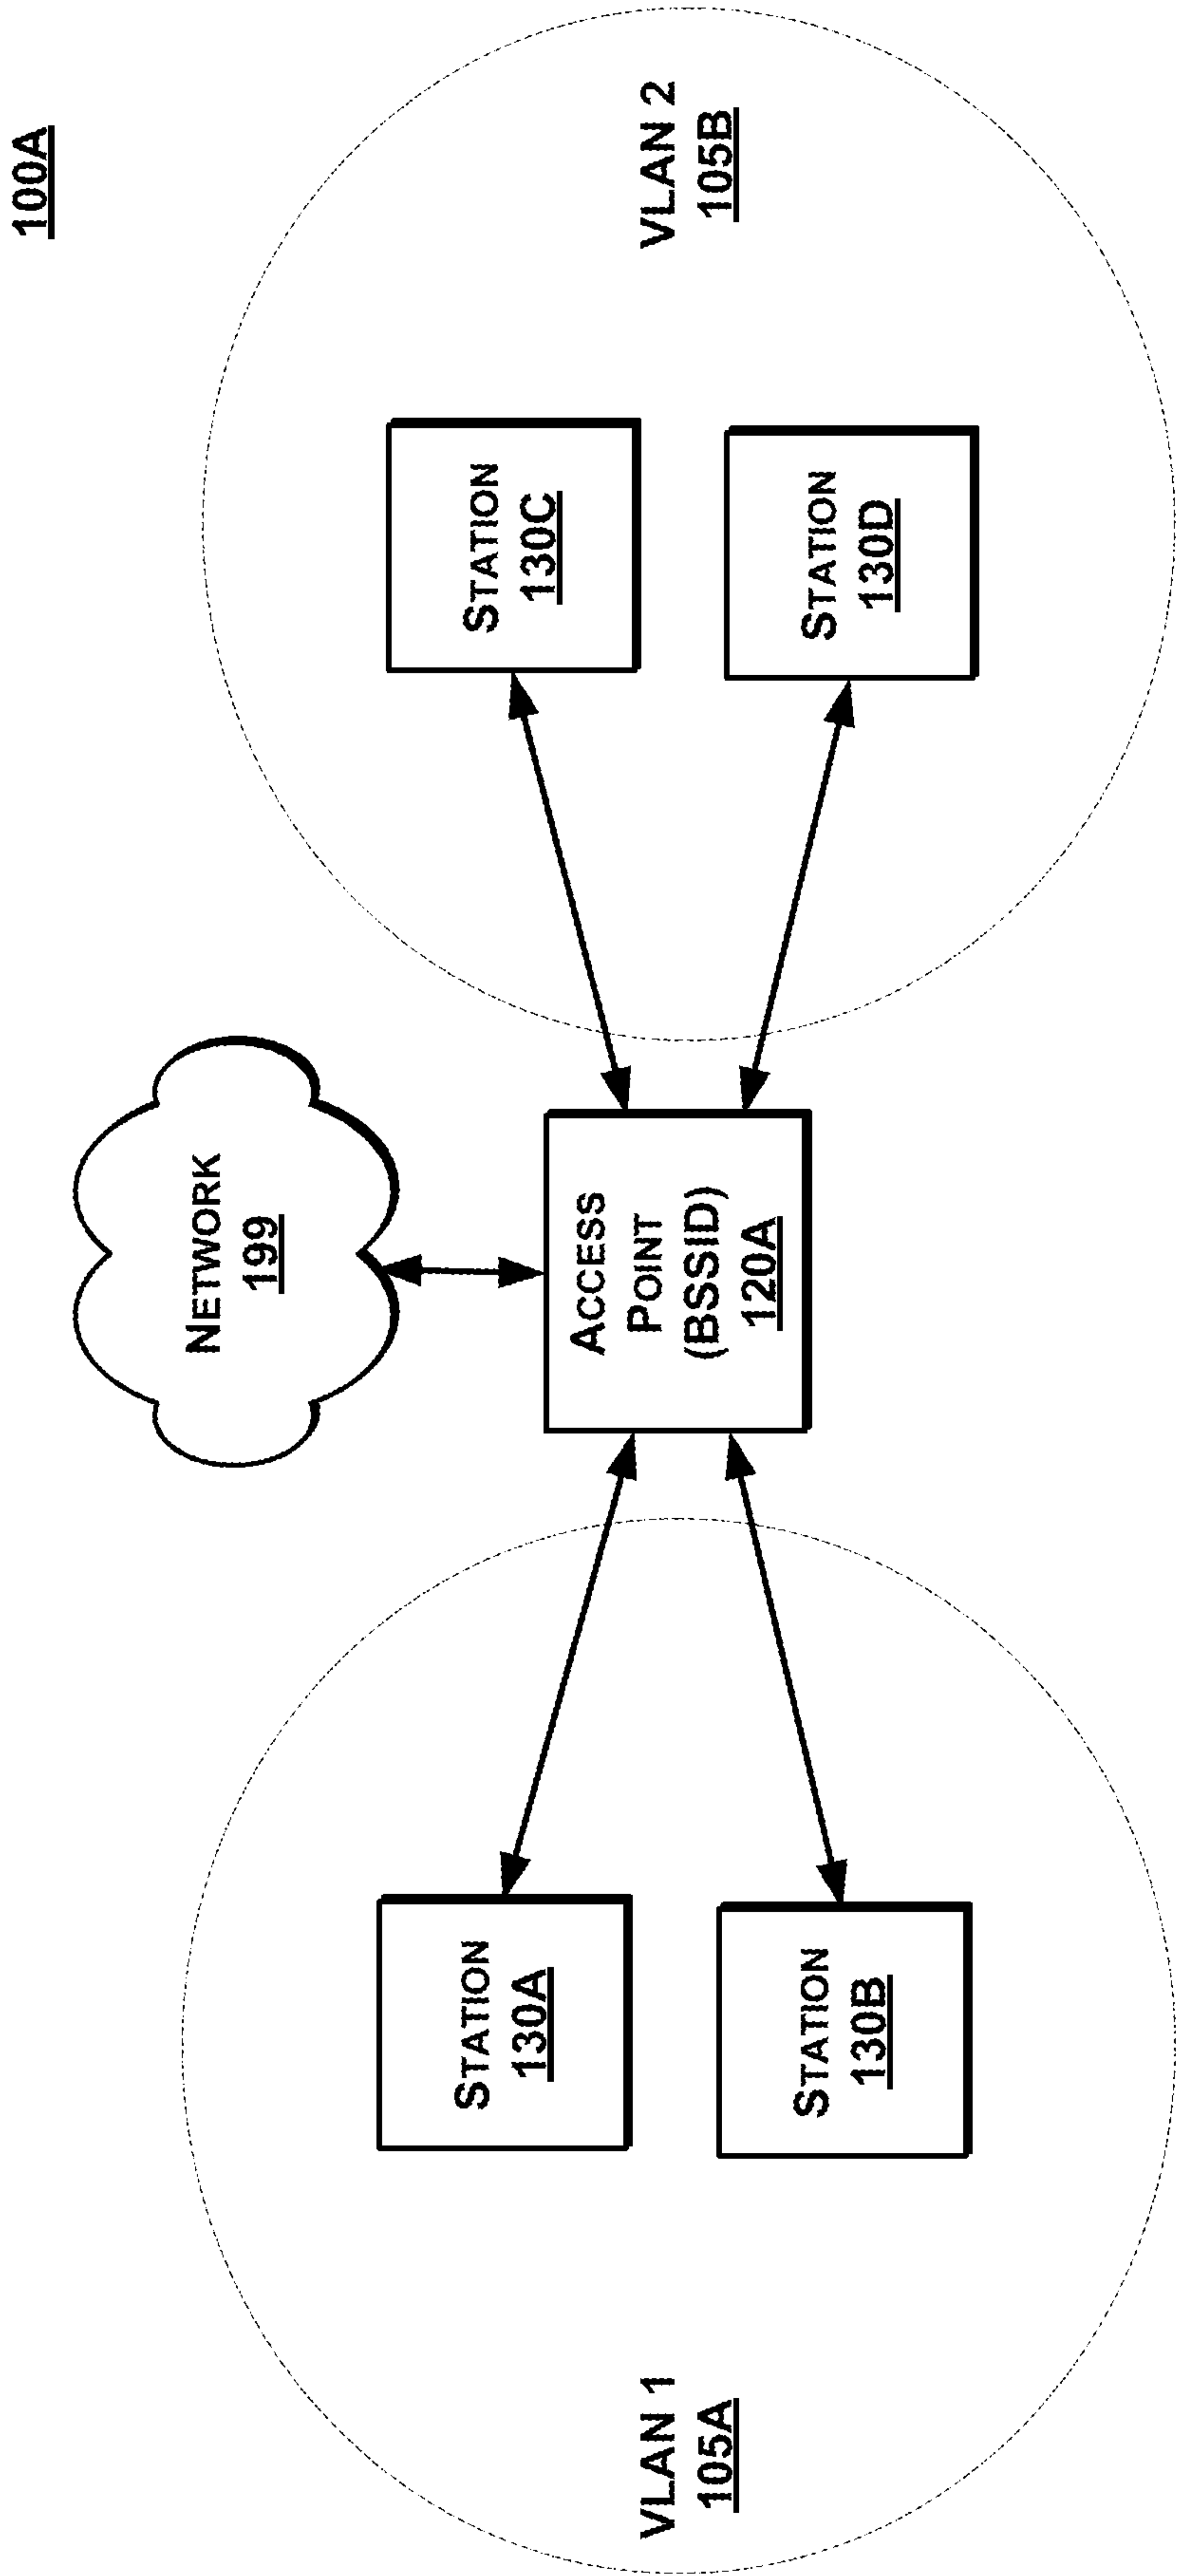 100A
NETWORK
199
VLAN 1
105A
STATION
130A
STATION
130B
ACCESS
POINT
(BSSID)
120A
STATION
130C
STATION
130D
VLAN 2
105B